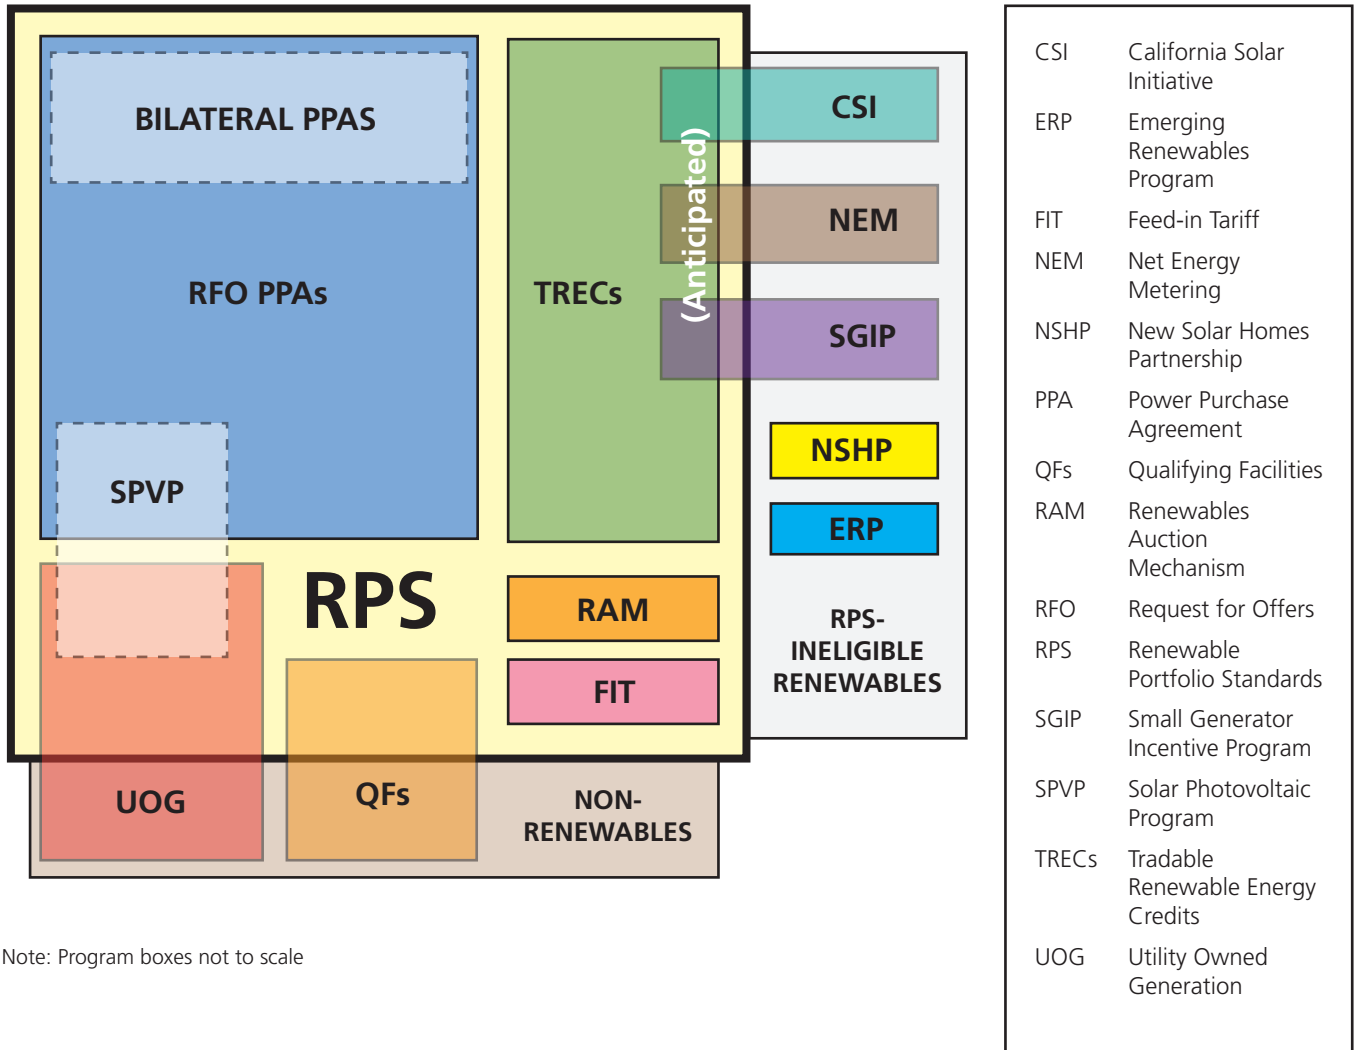 BILATERAL PPAS
RFO PPAs
SPVP
TRECs
(Anticipated)
CSI
NEM
SGIP
NSHP
ERP
RPS
RAM
FIT
RPS-
INELIGIBLE
RENEWABLES
UOG
QFs
NON-
RENEWABLES
Note: Program boxes not to scale
CSI California Solar
Initiative
ERP Emerging
Renewables
Program
FIT Feed-in Tariff
NEM Net Energy
Metering
NSHP New Solar Homes
Partnership
PPA Power Purchase
Agreement
QFs Qualifying Facilities
RAM Renewables
Auction
Mechanism
RFO Request for Offers
RPS Renewable
Portfolio Standards
SGIP Small Generator
Incentive Program
SPVP Solar Photovoltaic
Program
TRECs Tradable
Renewable Energy
Credits
UOG Utility Owned
Generation